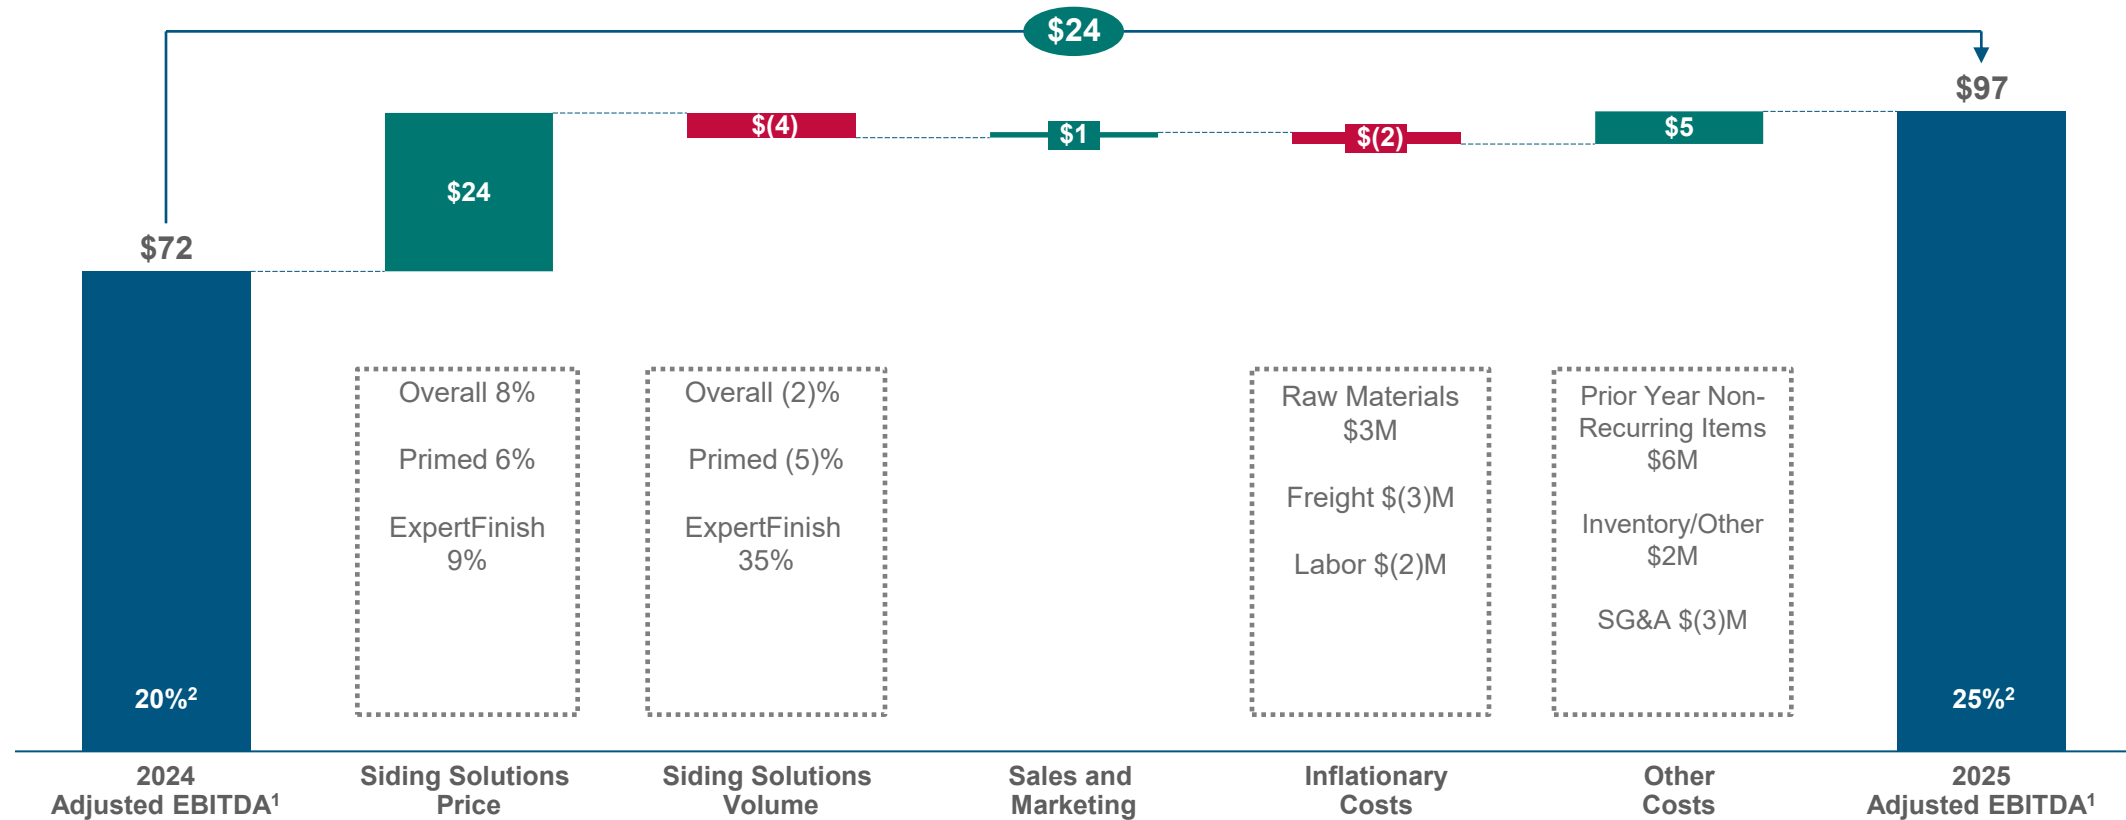 $24
$97
$(4)
$1
$(2)
$5
$24
$72
Overall 8%
Primed 6%
ExpertFinish
9%
Overall (2)%
Primed (5)%
ExpertFinish
35%
Raw Materials
$3M
Freight $(3)M
Labor $(2)M
Prior Year Non-
Recurring Items
$6M
Inventory/Other
$2M
SG&A $(3)M
20%²
25%²
2024
Adjusted EBITDA¹
Siding Solutions
Price
Siding Solutions
Volume
Sales and
Marketing
Inflationary
Costs
Other
Costs
2025
Adjusted EBITDA¹